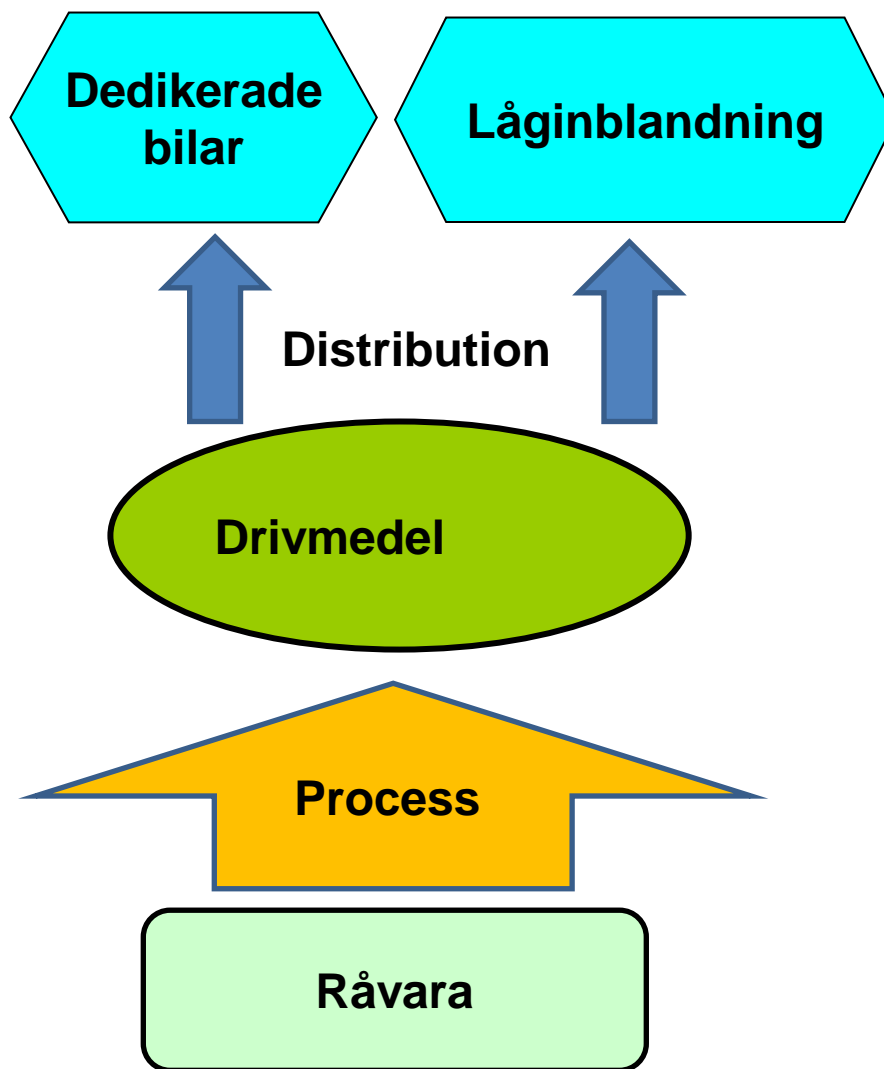 Dedikerade
bilar
Låginblandning
Distribution
Drivmedel
Process
Råvara